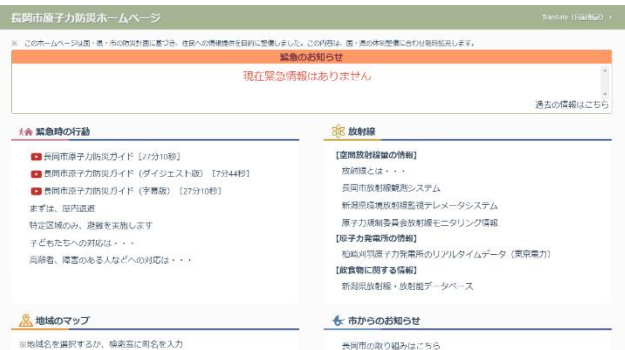 長岡市原子力防災ホームページ
※ このホームページは国・県・市の防災計画に基づき、住民への情報提供を目的に整備しました。この内容は、国・県の体制整備に合わせ随時拡充します。
緊急のお知らせ
現在緊急情報はありません
過去の情報はこちら
緊急時の行動
長岡市原子力防災ガイド［27分10秒］
長岡市原子力防災ガイド（ダイジェスト版）［7分44秒］
長岡市原子力防災ガイド（字幕版）［27分10秒］
まずは、屋内退避
特定区域のみ、避難を実施します
子どもたちへの対応は・・・
高齢者、障害のある人などへの対応は・・・
放射線
【空間放射線量の情報】
放射線とは・・・
長岡市放射線観測システム
新潟県環境放射線監視テレメータシステム
原子力規制委員会放射線モニタリング情報
【原子力発電所の情報】
柏崎刈羽原子力発電所のリアルタイムデータ（東京電力）
【飲食物に関する情報】
新潟県放射線・放射能データベース
地域のマップ
※地域名を選択するか、検索窓に町名を入力
市からのお知らせ
長岡市の取り組みはこちら